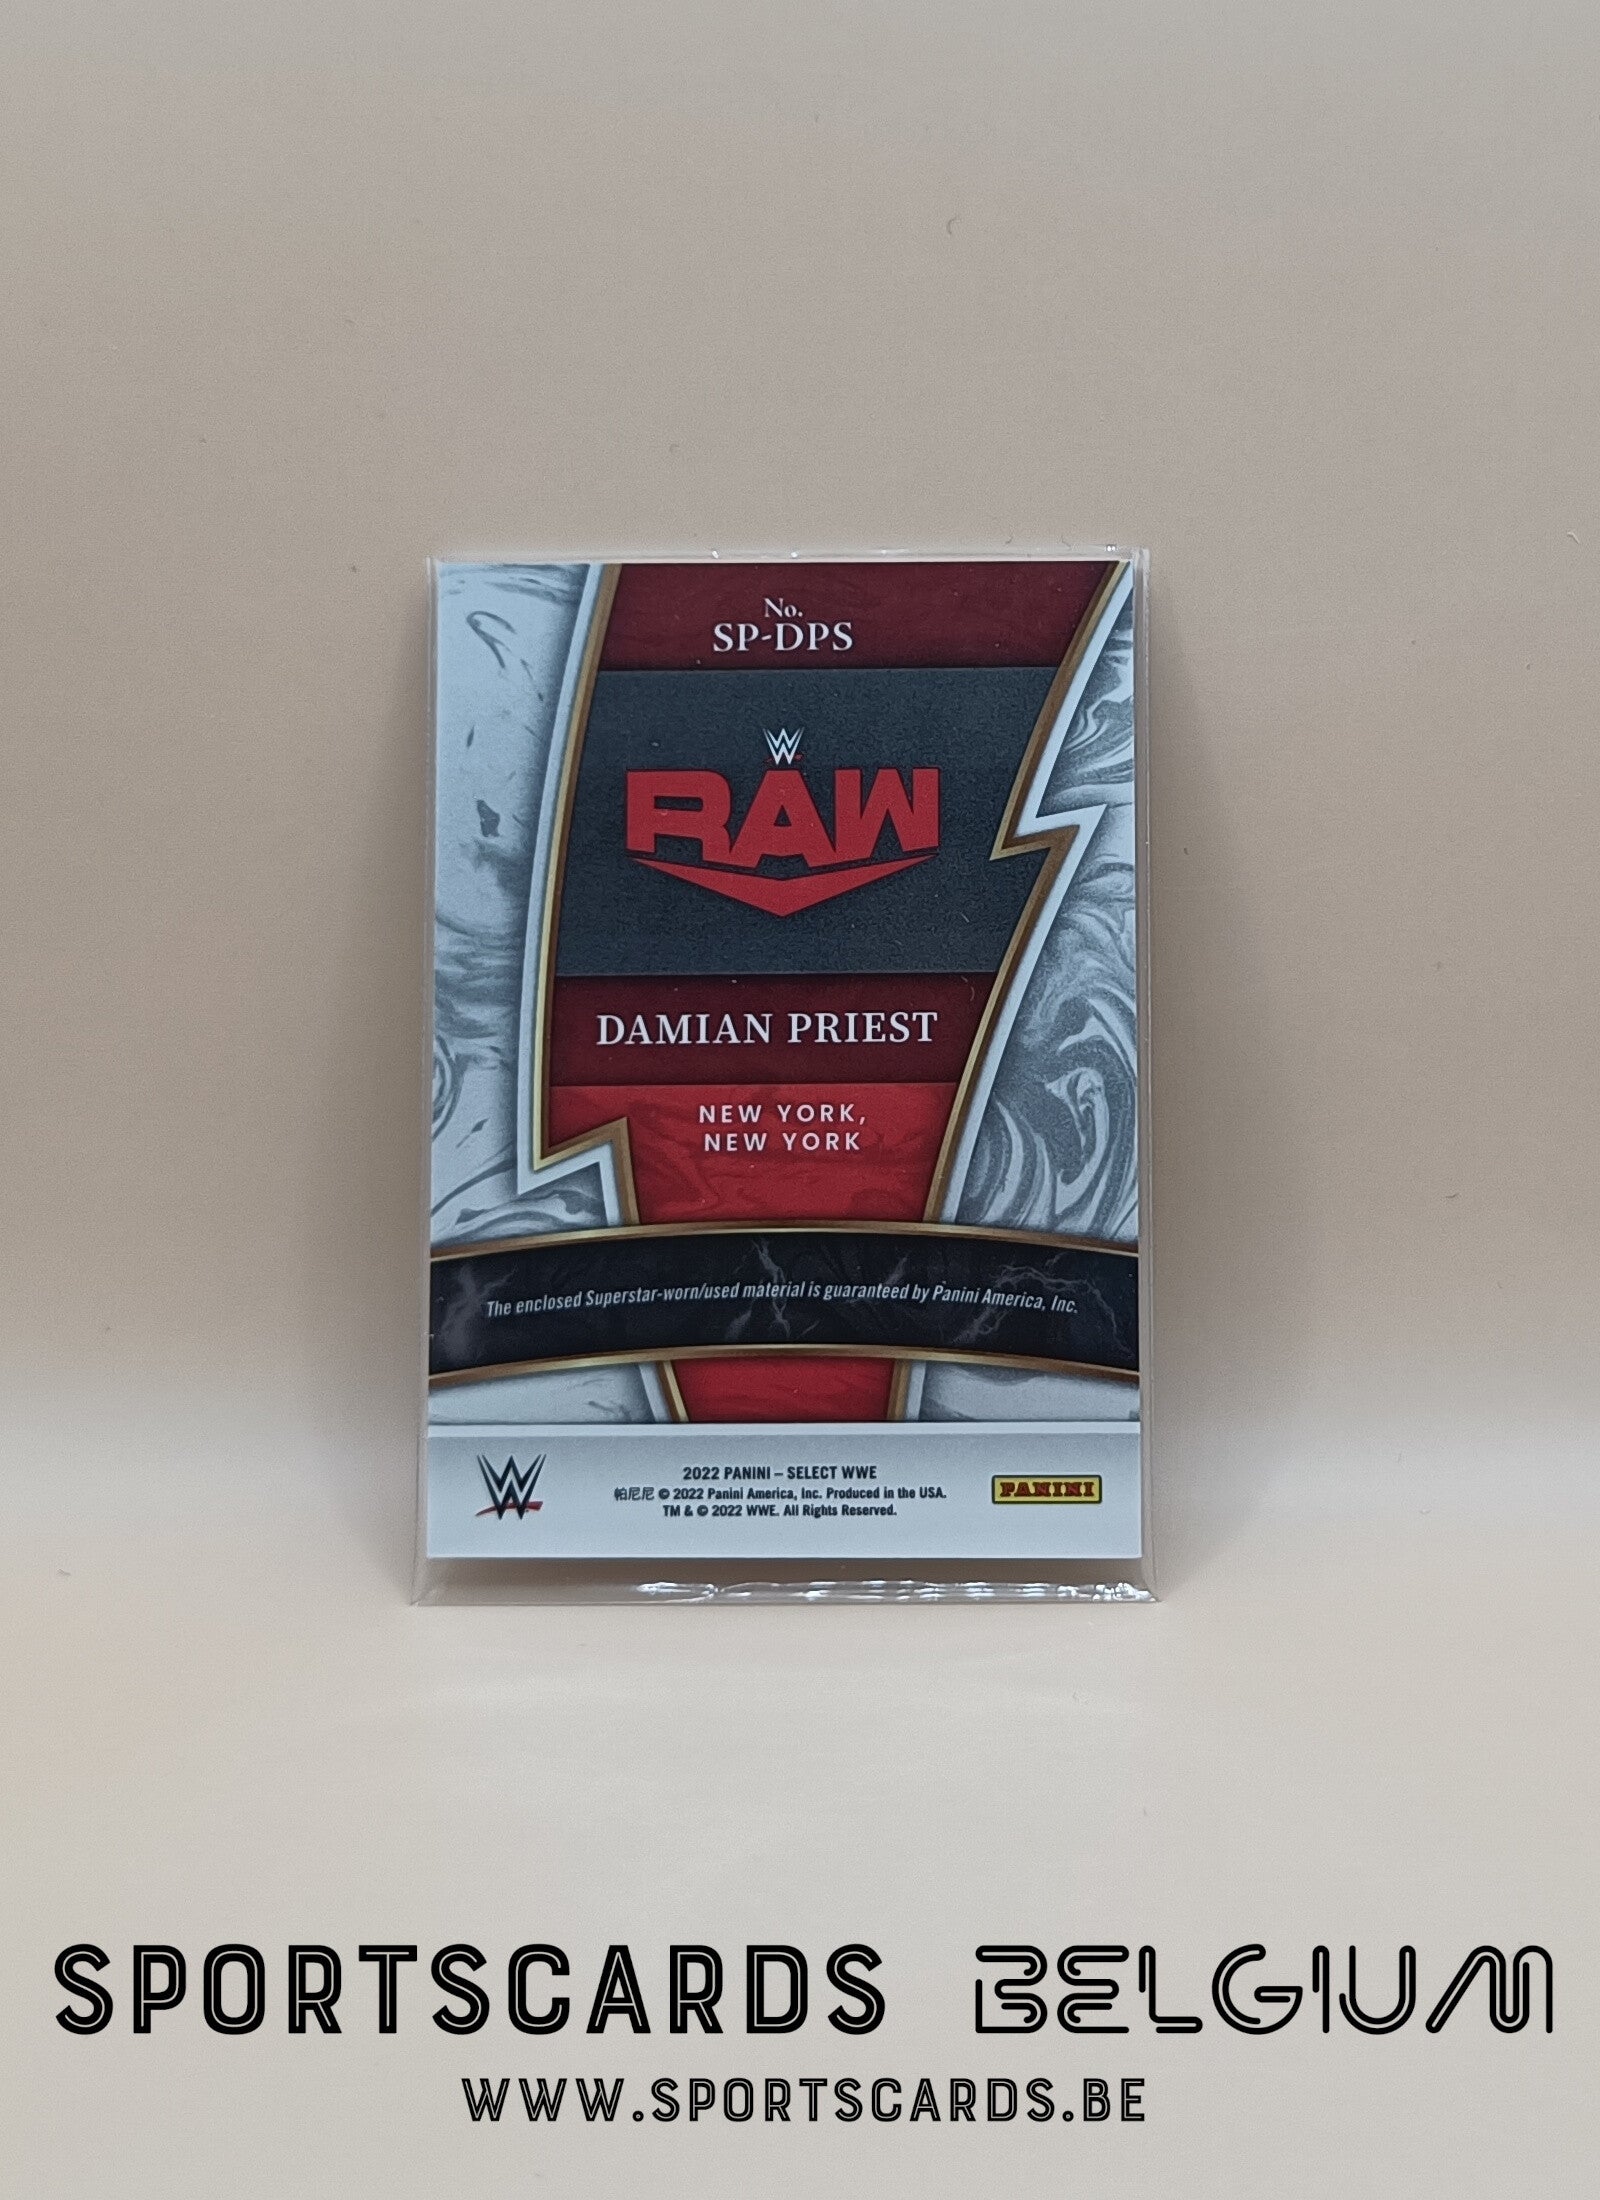 No.
SP-DPS
W
RAW
DAMIAN PRIEST
NEW YORK,
NEW YORK
The enclosed Superstar-worn/used material is guaranteed by Panini America, Inc.
W
2022 PANINI – SELECT WWE
帕尼尼 © 2022 Panini America, Inc. Produced in the USA.
TM & © 2022 WWE. All Rights Reserved.
PANINI
SPORTSCARDS BELGIUM
WWW.SPORTSCARDS.BE